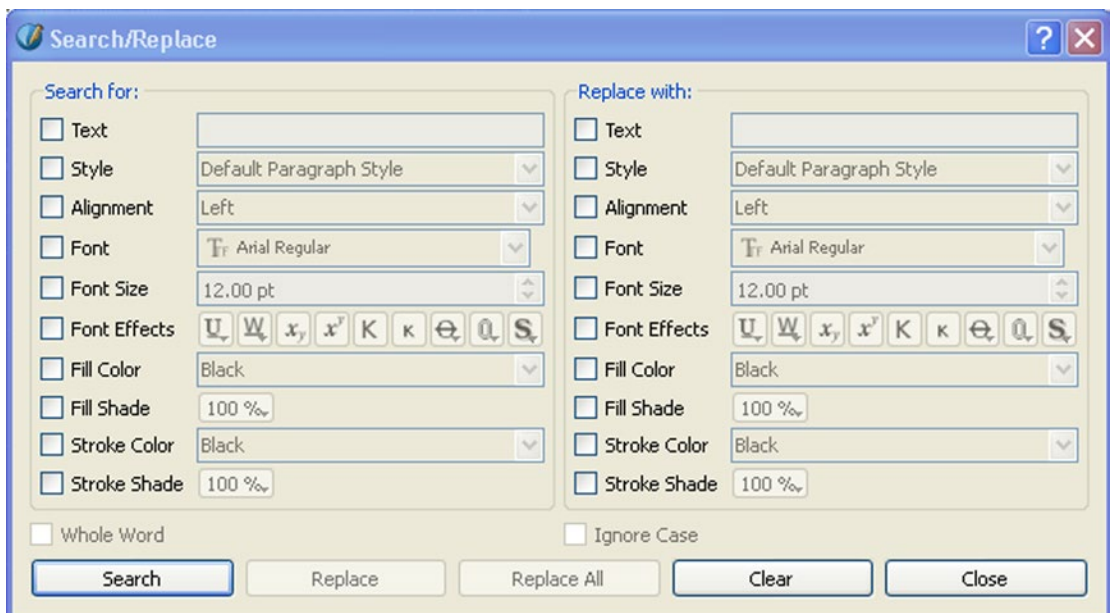 Search/Replace
Search for:
Text
Style Default Paragraph Style
Alignment Left
Font Arial Regular
Font Size 12.00 pt
Font Effects U W x y x y K K O O S
Fill Color Black
Fill Shade 100 %
Stroke Color Black
Stroke Shade 100 %
Replace with:
Text
Style Default Paragraph Style
Alignment Left
Font Arial Regular
Font Size 12.00 pt
Font Effects U W x y x y K K O O S
Fill Color Black
Fill Shade 100 %
Stroke Color Black
Stroke Shade 100 %
Whole Word Ignore Case
Search Replace Replace All Clear Close